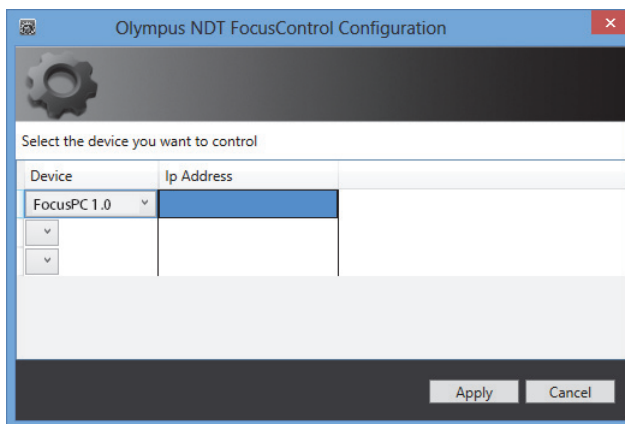 Olympus NDT FocusControl Configuration
Select the device you want to control
Device Ip Address
FocusPC 1.0
Apply Cancel